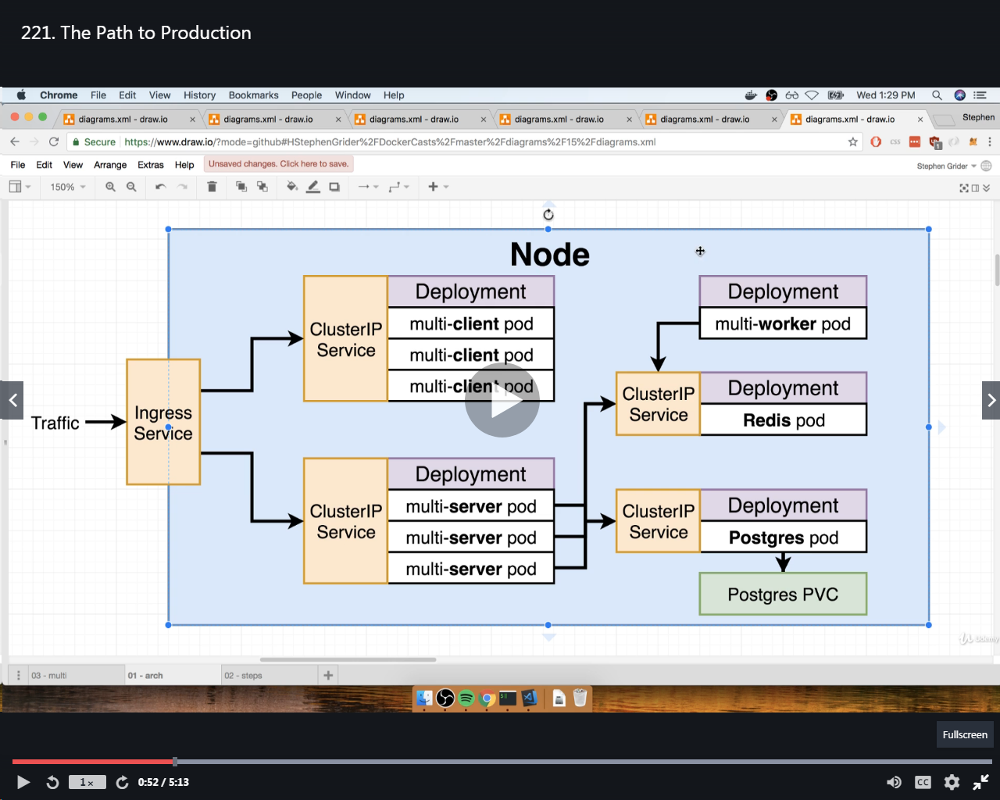 221. The Path to Production
Chrome File Edit View History Bookmarks People Window Help
Wed 1:29 PM
diagrams.xml - draw.io
diagrams.xml - draw.io
diagrams.xml - draw.io
diagrams.xml - draw.io
diagrams.xml - draw.io
diagrams.xml - draw.io
Stephen
Secure https://www.draw.io/?mode=github#HStephenGrider%2FDockerCasts%2Fmaster%2Fdiagrams%2F15%2Fdiagrams.xml
CSS
1
File Edit View Arrange Extras Help Unsaved changes. Click here to save.
Stephen Grider
150%
Node
Traffic
Ingress
Service
ClusterIP
Service
Deployment
multi-client pod
multi-client pod
multi-client pod
ClusterIP
Service
Deployment
multi-server pod
multi-server pod
multi-server pod
Deployment
multi-worker pod
ClusterIP
Service
Deployment
Redis pod
ClusterIP
Service
Deployment
Postgres pod
Postgres PVC
Udemy
03 - multi
01 - arch
02 - steps
Fullscreen
1 x
0:52 / 5:13
CC